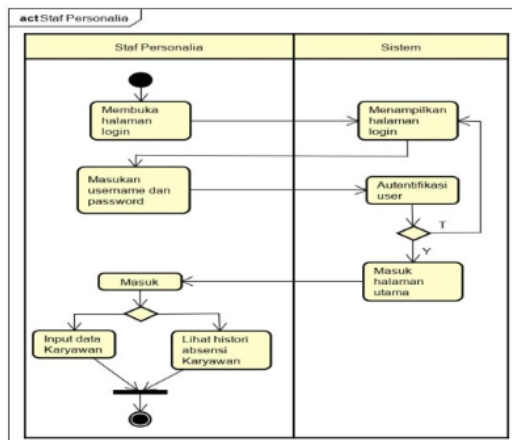 act Staf Personalia
Staf Personalia
Sistem
Membuka
halaman
login
Menampilkan
halaman
login
Masukan
username dan
password
Autentifikasi
user
T
Y
Masuk
halaman
utama
Masuk
Input data
Karyawan
Lihat histori
absensi
Karyawan